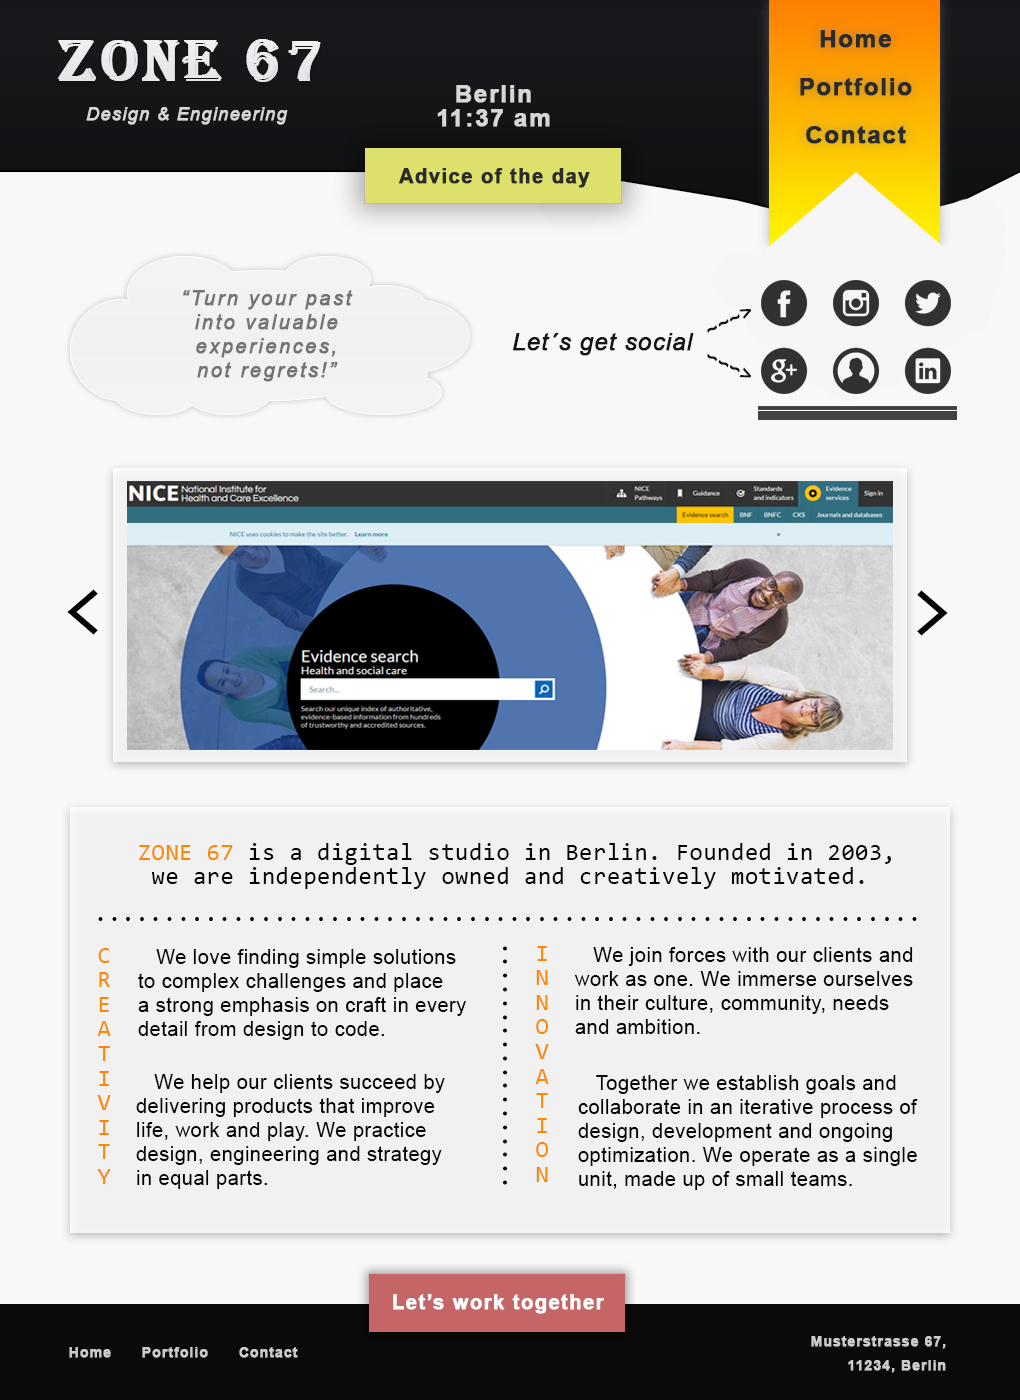 ZONE 67
Design & Engineering
Berlin
11:37 am
Advice of the day
Home
Portfolio
Contact
“Turn your past
into valuable
experiences,
not regrets!”
Let´s get social
f
g+
in
NICE National Institute for
Health and Care Excellence
NICE
Pathways
Guidance
Standards
and indicators
Evidence
services
Sign in
Evidence search
BNF
BNFC
CKS
Journals and databases
NICE uses cookies to make the site better. Learn more
×
Evidence search
Health and social care
Search...
Search our unique index of authoritative,
evidence-based information from hundreds
of trustworthy and accredited sources.
ZONE 67 is a digital studio in Berlin. Founded in 2003,
we are independently owned and creatively motivated.
CREATIVITY
We love finding simple solutions
to complex challenges and place
a strong emphasis on craft in every
detail from design to code.
We help our clients succeed by
delivering products that improve
life, work and play. We practice
design, engineering and strategy
in equal parts.
INNOVATION
We join forces with our clients and
work as one. We immerse ourselves
in their culture, community, needs
and ambition.
Together we establish goals and
collaborate in an iterative process of
design, development and ongoing
optimization. We operate as a single
unit, made up of small teams.
Let’s work together
Home Portfolio Contact
Musterstrasse 67,
11234, Berlin